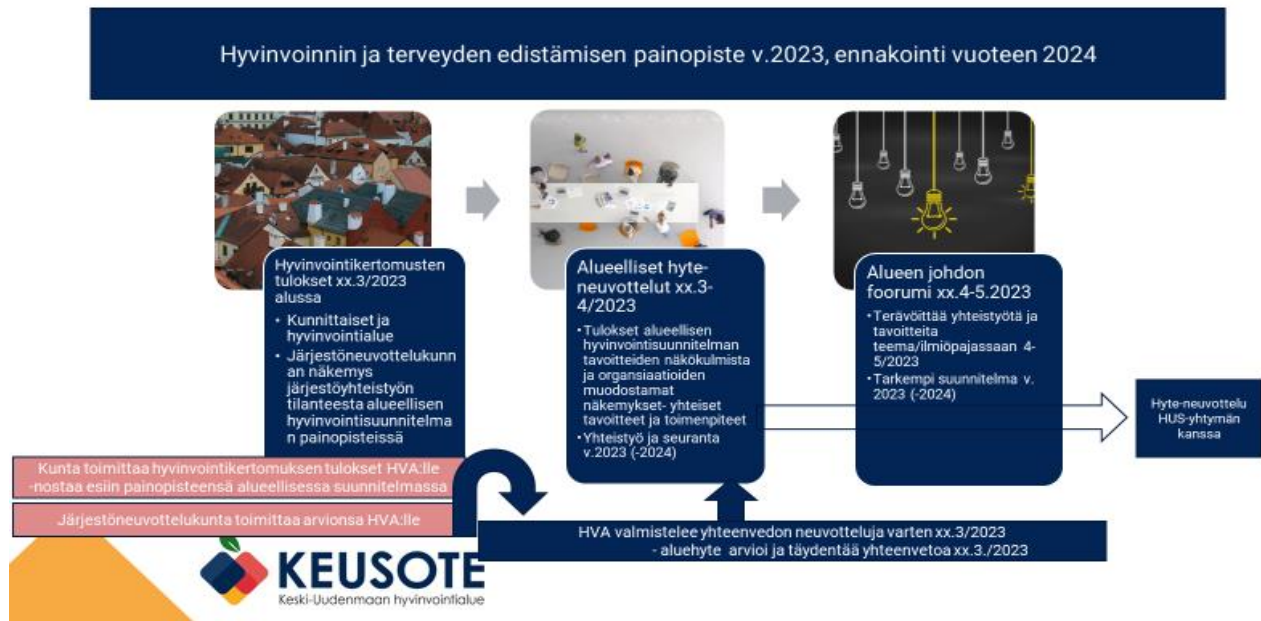 Hyvinvoinnin ja terveyden edistämisen painopiste v.2023, ennakointi vuoteen 2024
Hyvinvointikertomusten
tulokset xx.3/2023
alussa
• Kunnittaiset ja
hyvinvointialue
• Järjestöneuvottelukunn
an näkemys
järjestöyhteistyön
tilanteesta alueellisen
hyvinvointisuunnitelma
n painopisteissä
Kunta toimittaa hyvinvointikertomuksen tulokset HVA:lle
-nostaa esiin painopisteensä alueellisessa suunnitelmassa
Järjestöneuvottelukunta toimittaa arvionsa HVA:lle
Alueelliset hyte-
neuvottelut xx.3-
4/2023
• Tulokset alueellisen
hyvinvointisuunnitelman
tavoitteiden näkökulmista
ja organsiaatioiden
muodostamat
näkemykset- yhteiset
tavoitteet ja toimenpiteet
• Yhteistyö ja seuranta
v.2023 (-2024)
HVA valmistelee yhteenvedon neuvotteluja varten xx.3/2023
- aluehyte arvioi ja täydentää yhteenvetoa xx.3./2023
Alueen johdon
foorumi xx.4-5.2023
• Terävöittää yhteistyötä ja
tavoitteita
teema/ilmiöpajassaan 4-
5/2023
• Tarkempi suunnitelma v.
2023 (-2024)
Hyte-neuvottelu
HUS-yhtymän
kanssa
KEUSOTE
Keski-Uudenmaan hyvinvointialue